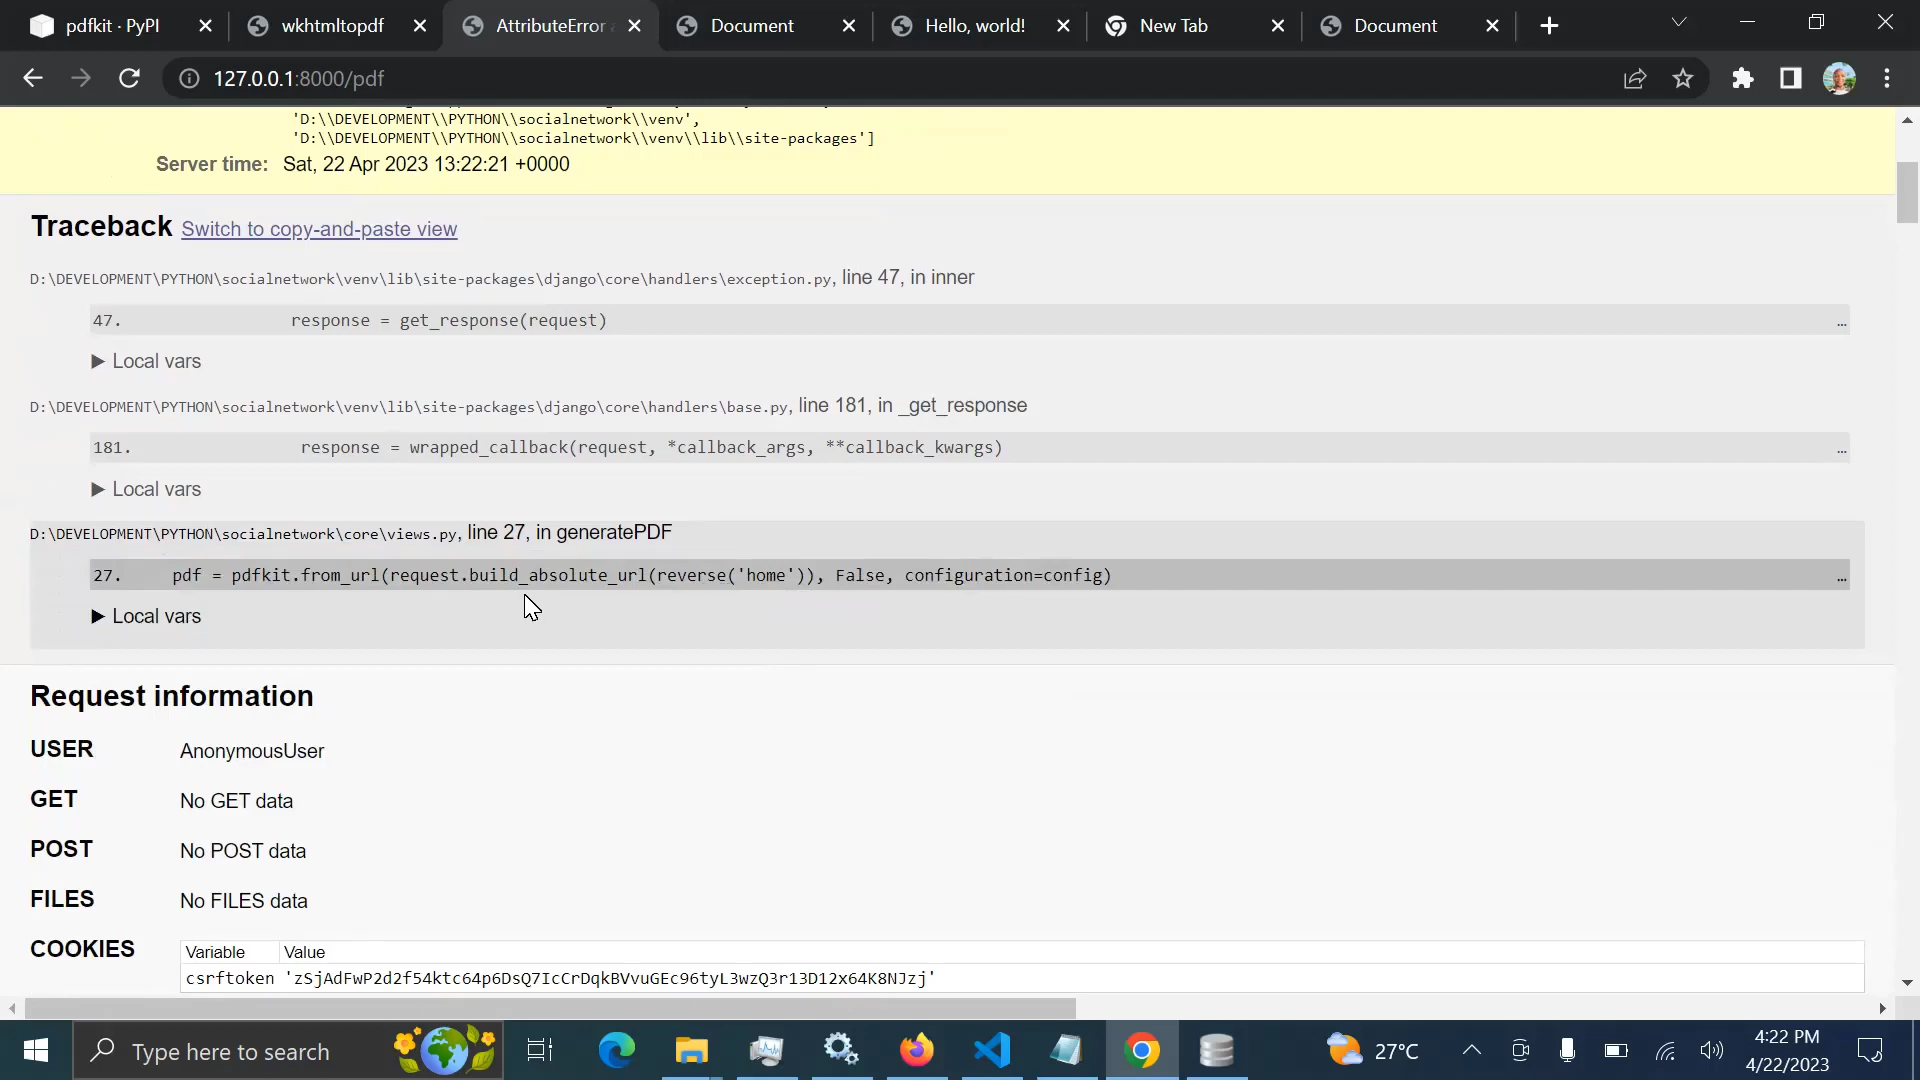 pdfkit · PyPI
wkhtmltopdf
AttributeError
Document
Hello, world!
New Tab
Document
127.0.0.1:8000/pdf
'D:\\DEVELOPMENT\\PYTHON\\socialnetwork\\venv',
'D:\\DEVELOPMENT\\PYTHON\\socialnetwork\\venv\\lib\\site-packages']
Server time: Sat, 22 Apr 2023 13:22:21 +0000
Traceback Switch to copy-and-paste view
D:\DEVELOPMENT\PYTHON\socialnetwork\venv\lib\site-packages\django\core\handlers\exception.py, line 47, in inner
47. response = get_response(request) …
▶ Local vars
D:\DEVELOPMENT\PYTHON\socialnetwork\venv\lib\site-packages\django\core\handlers\base.py, line 181, in _get_response
181. response = wrapped_callback(request, *callback_args, **callback_kwargs) …
▶ Local vars
D:\DEVELOPMENT\PYTHON\socialnetwork\core\views.py, line 27, in generatePDF
27. pdf = pdfkit.from_url(request.build_absolute_url(reverse('home')), False, configuration=config) …
▶ Local vars
Request information
USER AnonymousUser
GET No GET data
POST No POST data
FILES No FILES data
COOKIES Variable Value
csrftoken 'zSjAdFwP2d2f54ktc64p6DsQ7IcCrDqkBVvuGEc96tyL3wzQ3r13D12x64K8NJzj'
Type here to search
27°C
4:22 PM
4/22/2023